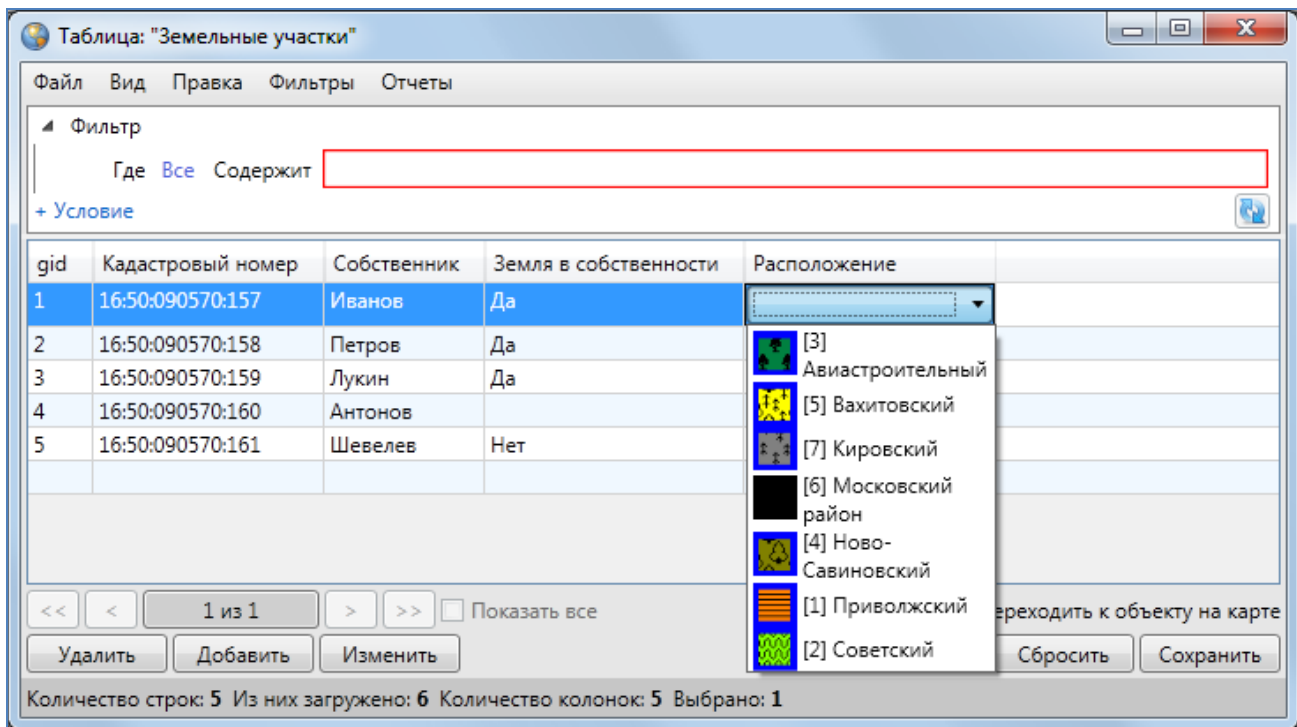 Таблица: "Земельные участки"
Файл Вид Правка Фильтры Отчеты
Фильтр
Где Все Содержит
+ Условие
gid Кадастровый номер Собственник Земля в собственности Расположение
1 16:50:090570:157 Иванов Да
2 16:50:090570:158 Петров Да
3 16:50:090570:159 Лукин Да
4 16:50:090570:160 Антонов
5 16:50:090570:161 Шевелев Нет
[3]
Авиастроительный
[5] Вахитовский
[7] Кировский
[6] Московский
район
[4] Ново-
Савиновский
[1] Приволжский
[2] Советский
<< < 1 из 1 > >> Показать все ереходить к объекту на карте
Удалить Добавить Изменить Сбросить Сохранить
Количество строк: 5 Из них загружено: 6 Количество колонок: 5 Выбрано: 1